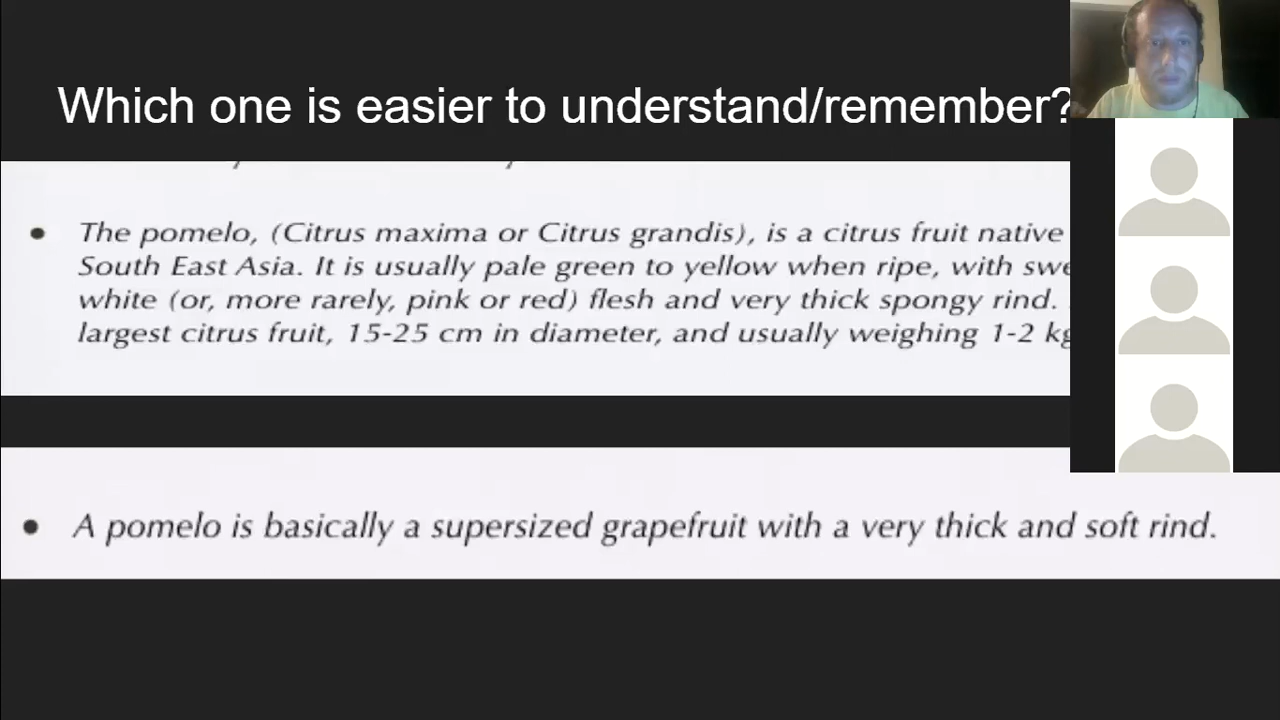 Which one is easier to understand/remember?
The pomelo, (Citrus maxima or Citrus grandis), is a citrus fruit native
South East Asia. It is usually pale green to yellow when ripe, with
white (or, more rarely, pink or red) flesh and very thick spongy rind.
largest citrus fruit, 15-25 cm in diameter, and usually weighing 1-2
A pomelo is basically a supersized grapefruit with a very thick and soft rind.